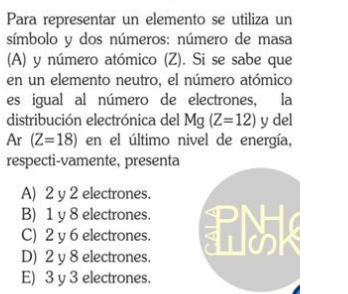 Para representar un elemento se utiliza un
símbolo y dos números: número de masa
(A) y número atómico (Z). Si se sabe que
en un elemento neutro, el número atómico
es igual al número de electrones, la
distribución electrónica del Mg (Z=12) y del
Ar (Z=18) en el último nivel de energía,
respecti-vamente, presenta
A) 2 y 2 electrones.
B) 1 y 8 electrones.
C) 2 y 6 electrones.
D) 2 y 8 electrones.
E) 3 y 3 electrones.